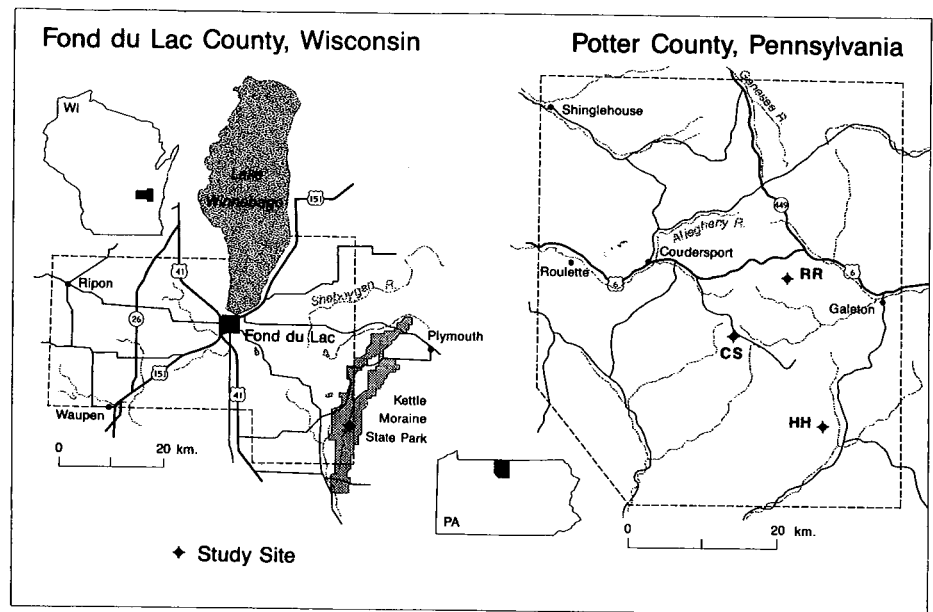 Fond du Lac County, Wisconsin
WI
Lake
Winnebago
151
41
Ripon
26
Sheboygan R.
Fond du Lac
Plymouth
151
41
Waupen
Kettle
Moraine
State Park
0 20 km.
Study Site
Potter County, Pennsylvania
Genesee R.
Shinglehouse
449
Allegheny R.
Coudersport
Roulette
6
6
RR
Galeton
CS
HH
PA
0 20 km.